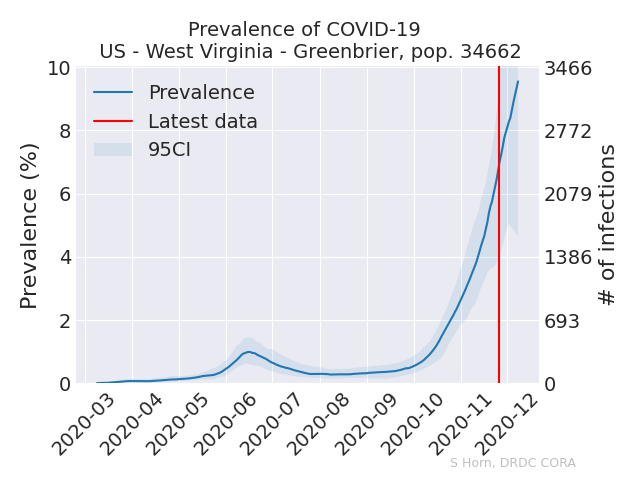 Prevalence of COVID-19
US - West Virginia - Greenbrier, pop. 34662
Prevalence
Latest data
95CI
Prevalence (%)
10
8
6
4
2
0
3466
2772
2079
1386
693
0
# of infections
2020-03
2020-04
2020-05
2020-06
2020-07
2020-08
2020-09
2020-10
2020-11
2020-12
S Horn, DRDC CORA